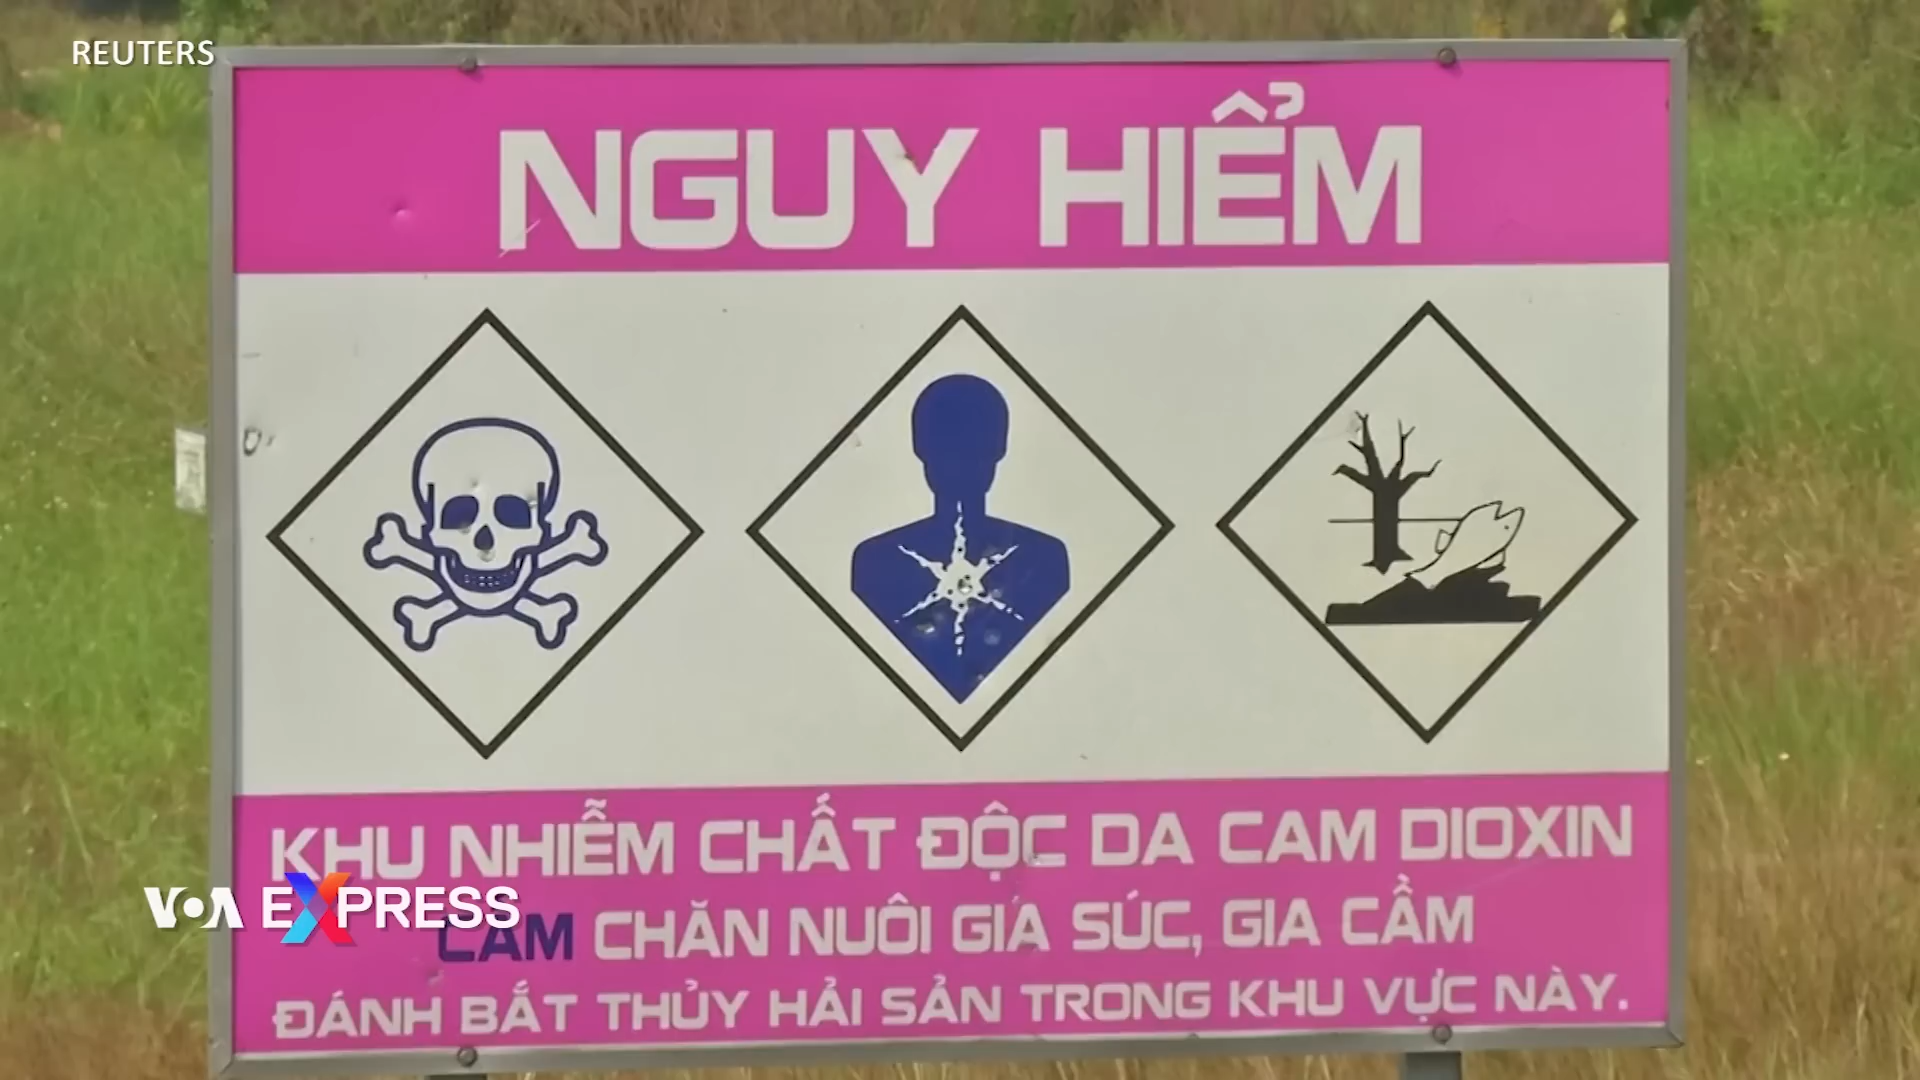 REUTERS
NGUY HIỂM
KHU NHIỄM CHẤT ĐỘC DA CAM DIOXIN
VOA EXPRESS
CHĂN NUÔI GIA SÚC, GIA CẦM
ĐÁNH BẮT THỦY HẢI SẢN TRONG KHU VỰC NÀY.